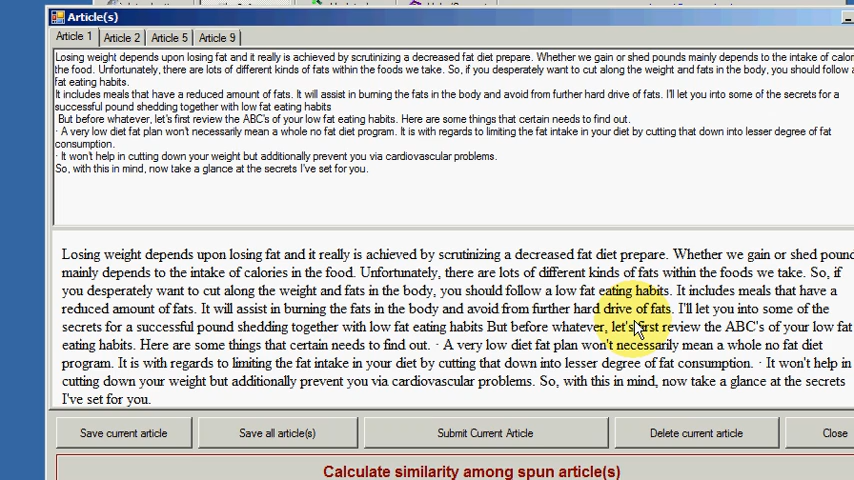 Article(s)
Article 1 Article 2 Article 5 Article 9
Losing weight depends upon losing fat and it really is achieved by scrutinizing a decreased fat diet prepare. Whether we gain or shed pounds mainly depends to the intake of
the food. Unfortunately, there are lots of different kinds of fats within the foods we take. So, if you desperately want to cut along the weight and fats in the body, you should follow
fat eating habits.
It includes meals that have a reduced amount of fats. It will assist in burning the fats in the body and avoid from further hard drive of fats. I'll let you into some of the secrets for a
successful pound shedding together with low fat eating habits
But before whatever, let's first review the ABC's of your low fat eating habits. Here are some things that certain needs to find out.
· A very low diet fat plan won't necessarily mean a whole no fat diet program. It is with regards to limiting the fat intake in your diet by cutting that down into lesser degree of fat
consumption.
· It won't help in cutting down your weight but additionally prevent you via cardiovascular problems.
So, with this in mind, now take a glance at the secrets I've set for you.
Losing weight depends upon losing fat and it really is achieved by scrutinizing a decreased fat diet prepare. Whether we gain or shed
mainly depends to the intake of calories in the food. Unfortunately, there are lots of different kinds of fats within the foods we take. So, if
you desperately want to cut along the weight and fats in the body, you should follow a low fat eating habits. It includes meals that have a
reduced amount of fats. It will assist in burning the fats in the body and avoid from further hard drive of fats. I'll let you into some of the
secrets for a successful pound shedding together with low fat eating habits But before whatever, let's first review the ABC's of your low fat
eating habits. Here are some things that certain needs to find out. · A very low diet fat plan won't necessarily mean a whole no fat diet
program. It is with regards to limiting the fat intake in your diet by cutting that down into lesser degree of fat consumption. · It won't help in
cutting down your weight but additionally prevent you via cardiovascular problems. So, with this in mind, now take a glance at the secrets
I've set for you.
Save current article Save all article(s) Submit Current Article Delete current article Close
Calculate similarity among spun article(s)